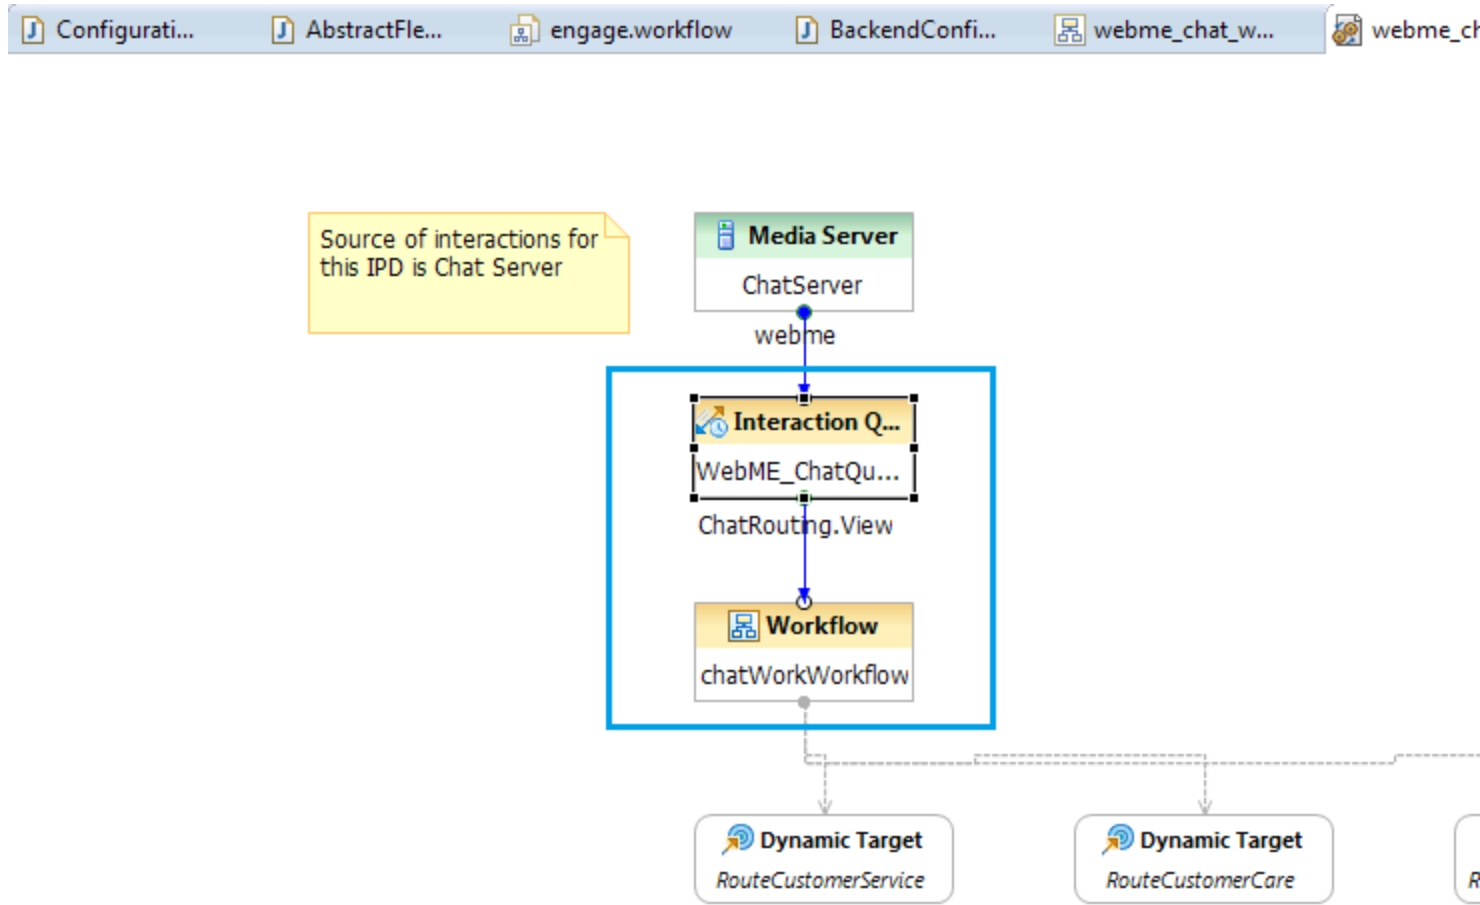 Configurati...
AbstractFle...
engage.workflow
BackendConfi...
webme_chat_w...
webme_ch
Source of interactions for
this IPD is Chat Server
Media Server
ChatServer
webme
Interaction Q...
WebME_ChatQu...
ChatRouting.View
Workflow
chatWorkWorkflow
Dynamic Target
RouteCustomerService
Dynamic Target
RouteCustomerCare
R